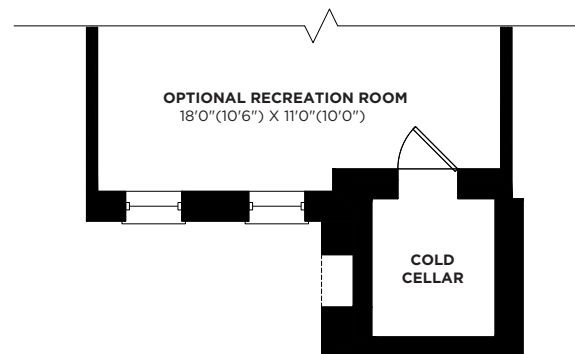 OPTIONAL RECREATION ROOM
18'0"(10'6") X 11'0"(10'0")
COLD
CELLAR